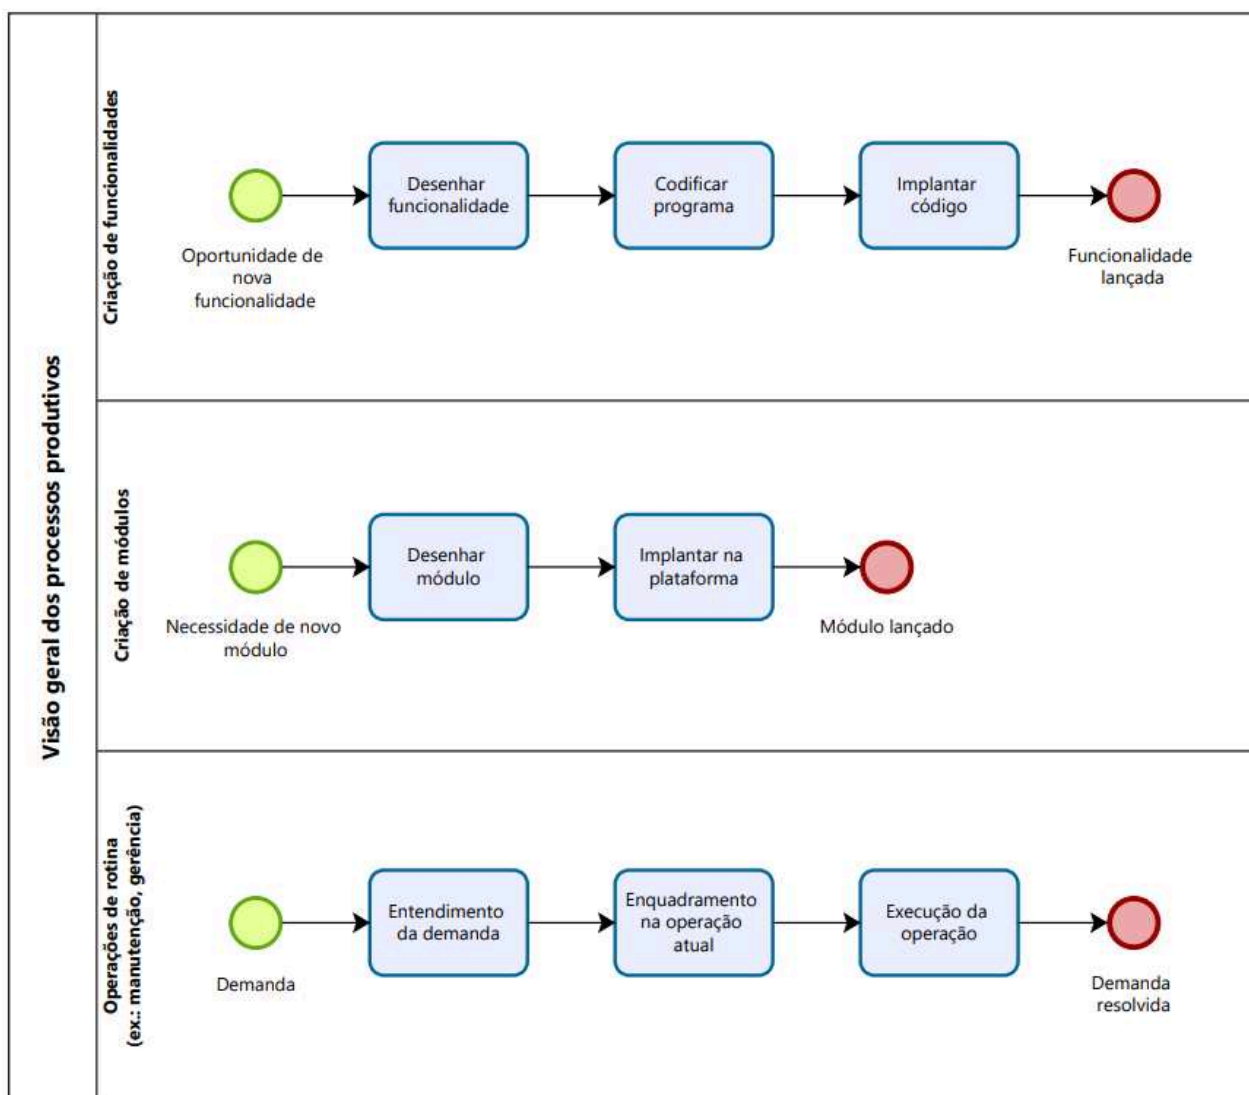 Visão geral dos processos produtivos
Criação de funcionalidades
Oportunidade de
nova
funcionalidade
Desenhar
funcionalidade
Codificar
programa
Implantar
código
Funcionalidade
lançada
Criação de módulos
Necessidade de novo
módulo
Desenhar
módulo
Implantar na
plataforma
Módulo lançado
Operações de rotina
(ex.: manutenção, gerência)
Demanda
Entendimento
da demanda
Enquadramento
na operação
atual
Execução da
operação
Demanda
resolvida